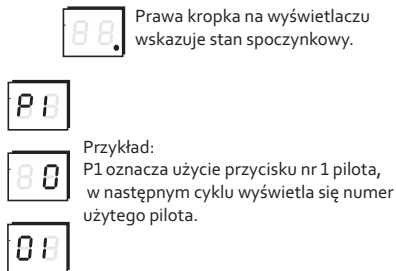 Prawa kropka na wyświetlaczu
wskazuje stan spoczynkowy.
P1
Przykład:
P1 oznacza użycie przycisku nr 1 pilota,
0
w następnym cyklu wyświetla się numer
użytego pilota.
01